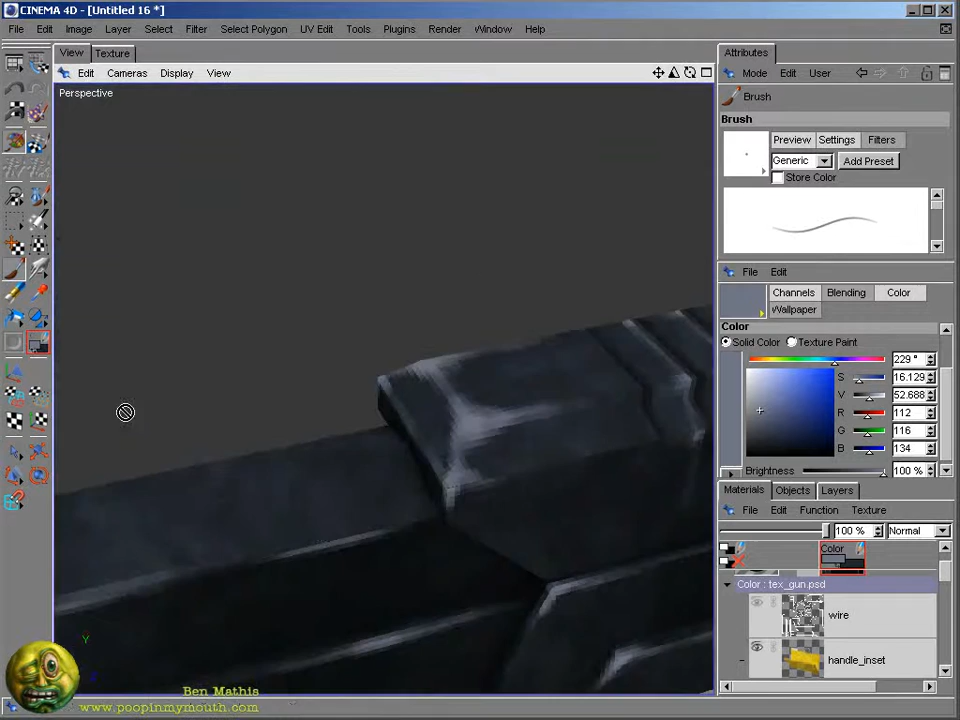 CINEMA 4D - [Untitled 16 *]
File Edit Image Layer Select Filter Select Polygon UV Edit Tools Plugins Render Window Help
View Texture
Edit Cameras Display View
Perspective
Attributes
Mode Edit User
Brush
Brush
Preview Settings Filters
Generic Add Preset
Store Color
File Edit
Channels Blending Color
Wallpaper
Color
Solid Color Texture Paint
229 °
S 16.129
V 52.688
R 112
G 116
B 134
Brightness 100 %
Materials Objects Layers
File Edit Function Texture
100 % Normal
Color
Color : tex_gun.psd
wire
handle_inset
Y
Ben Mathis
www.poopinmymouth.com